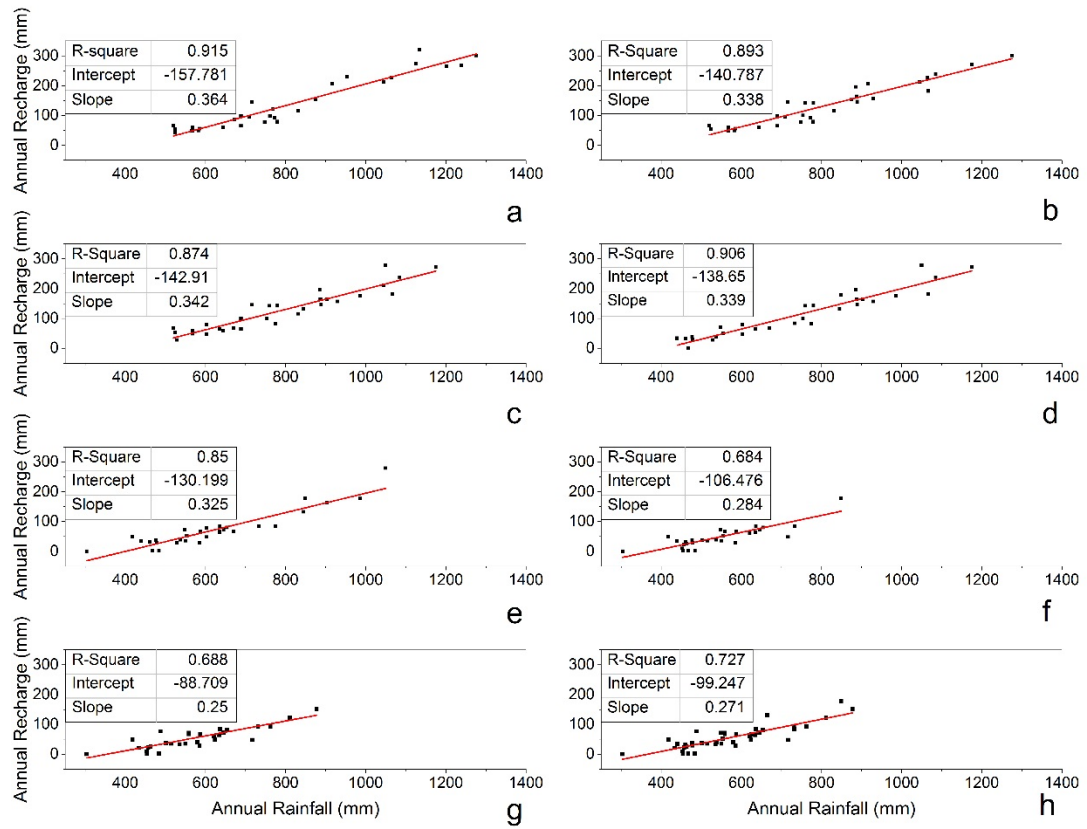 Annual Recharge (mm)
300
200
100
0
R-square 0.915
Intercept -157.781
Slope 0.364
400 600 800 1000 1200 1400
a
300
200
100
0
R-Square 0.893
Intercept -140.787
Slope 0.338
400 600 800 1000 1200 1400
b
Annual Recharge (mm)
300
200
100
0
R-Square 0.874
Intercept -142.91
Slope 0.342
400 600 800 1000 1200 1400
c
300
200
100
0
R-Square 0.906
Intercept -138.65
Slope 0.339
400 600 800 1000 1200 1400
d
Annual Recharge (mm)
300
200
100
0
R-Square 0.85
Intercept -130.199
Slope 0.325
400 600 800 1000 1200 1400
e
300
200
100
0
R-Square 0.684
Intercept -106.476
Slope 0.284
400 600 800 1000 1200 1400
f
Annual Recharge (mm)
300
200
100
0
R-Square 0.688
Intercept -88.709
Slope 0.25
400 600 800 1000 1200 1400
Annual Rainfall (mm)
g
300
200
100
0
R-Square 0.727
Intercept -99.247
Slope 0.271
400 600 800 1000 1200 1400
Annual Rainfall (mm)
h